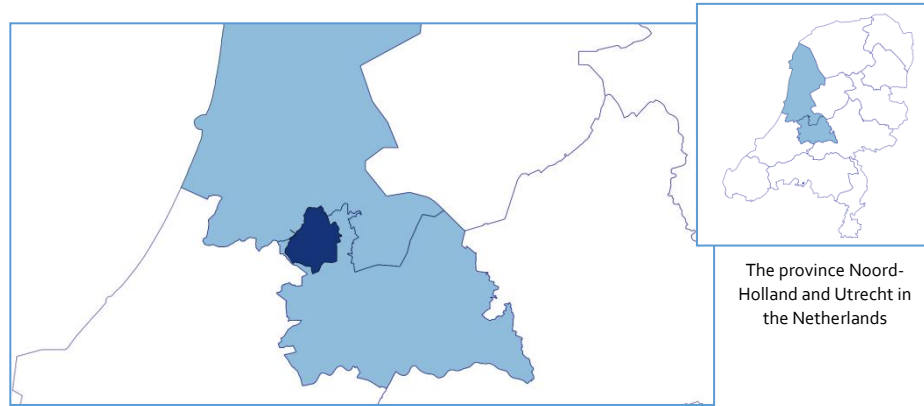 The province Noord-
Holland and Utrecht in
the Netherlands